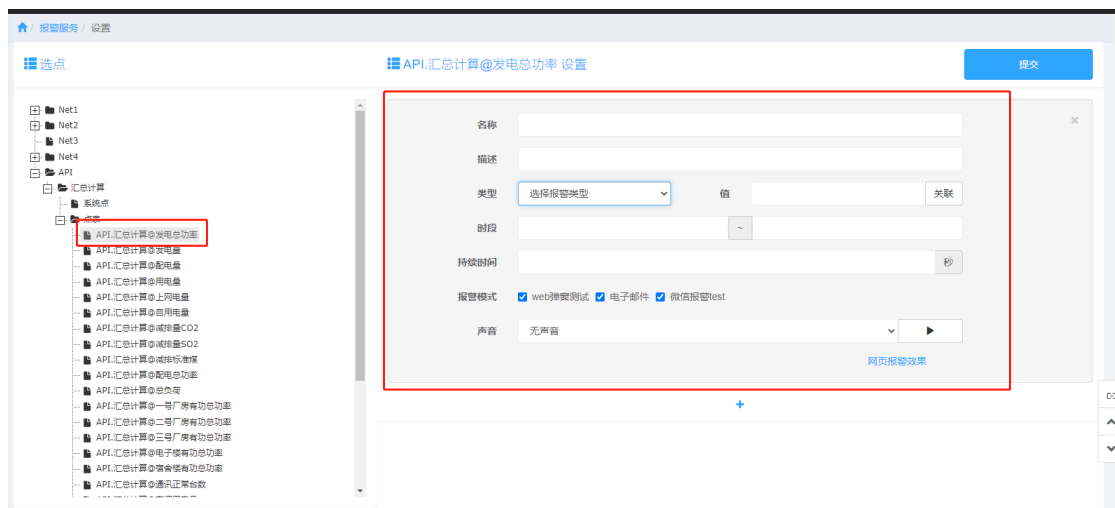 / 报警服务 / 设置
选点
API.汇总计算@发电总功率 设置
提交
Net1
Net2
Net3
Net4
API
汇总计算
系统点
点表
API.汇总计算@发电总功率
API.汇总计算@发电量
API.汇总计算@配电量
API.汇总计算@用电量
API.汇总计算@上网电量
API.汇总计算@自用电量
API.汇总计算@减排量CO2
API.汇总计算@减排量SO2
API.汇总计算@减排标准煤
API.汇总计算@配电总功率
API.汇总计算@总负荷
API.汇总计算@一号厂房有功总功率
API.汇总计算@二号厂房有功总功率
API.汇总计算@三号厂房有功总功率
API.汇总计算@电子楼有功总功率
API.汇总计算@宿舍楼有功总功率
API.汇总计算@通讯正常台数
名称
×
描述
类型 选择报警类型 值 关联
时段 ~
持续时间 秒
报警模式 web弹窗测试 电子邮件 微信报警test
声音 无声音
网页报警效果
+